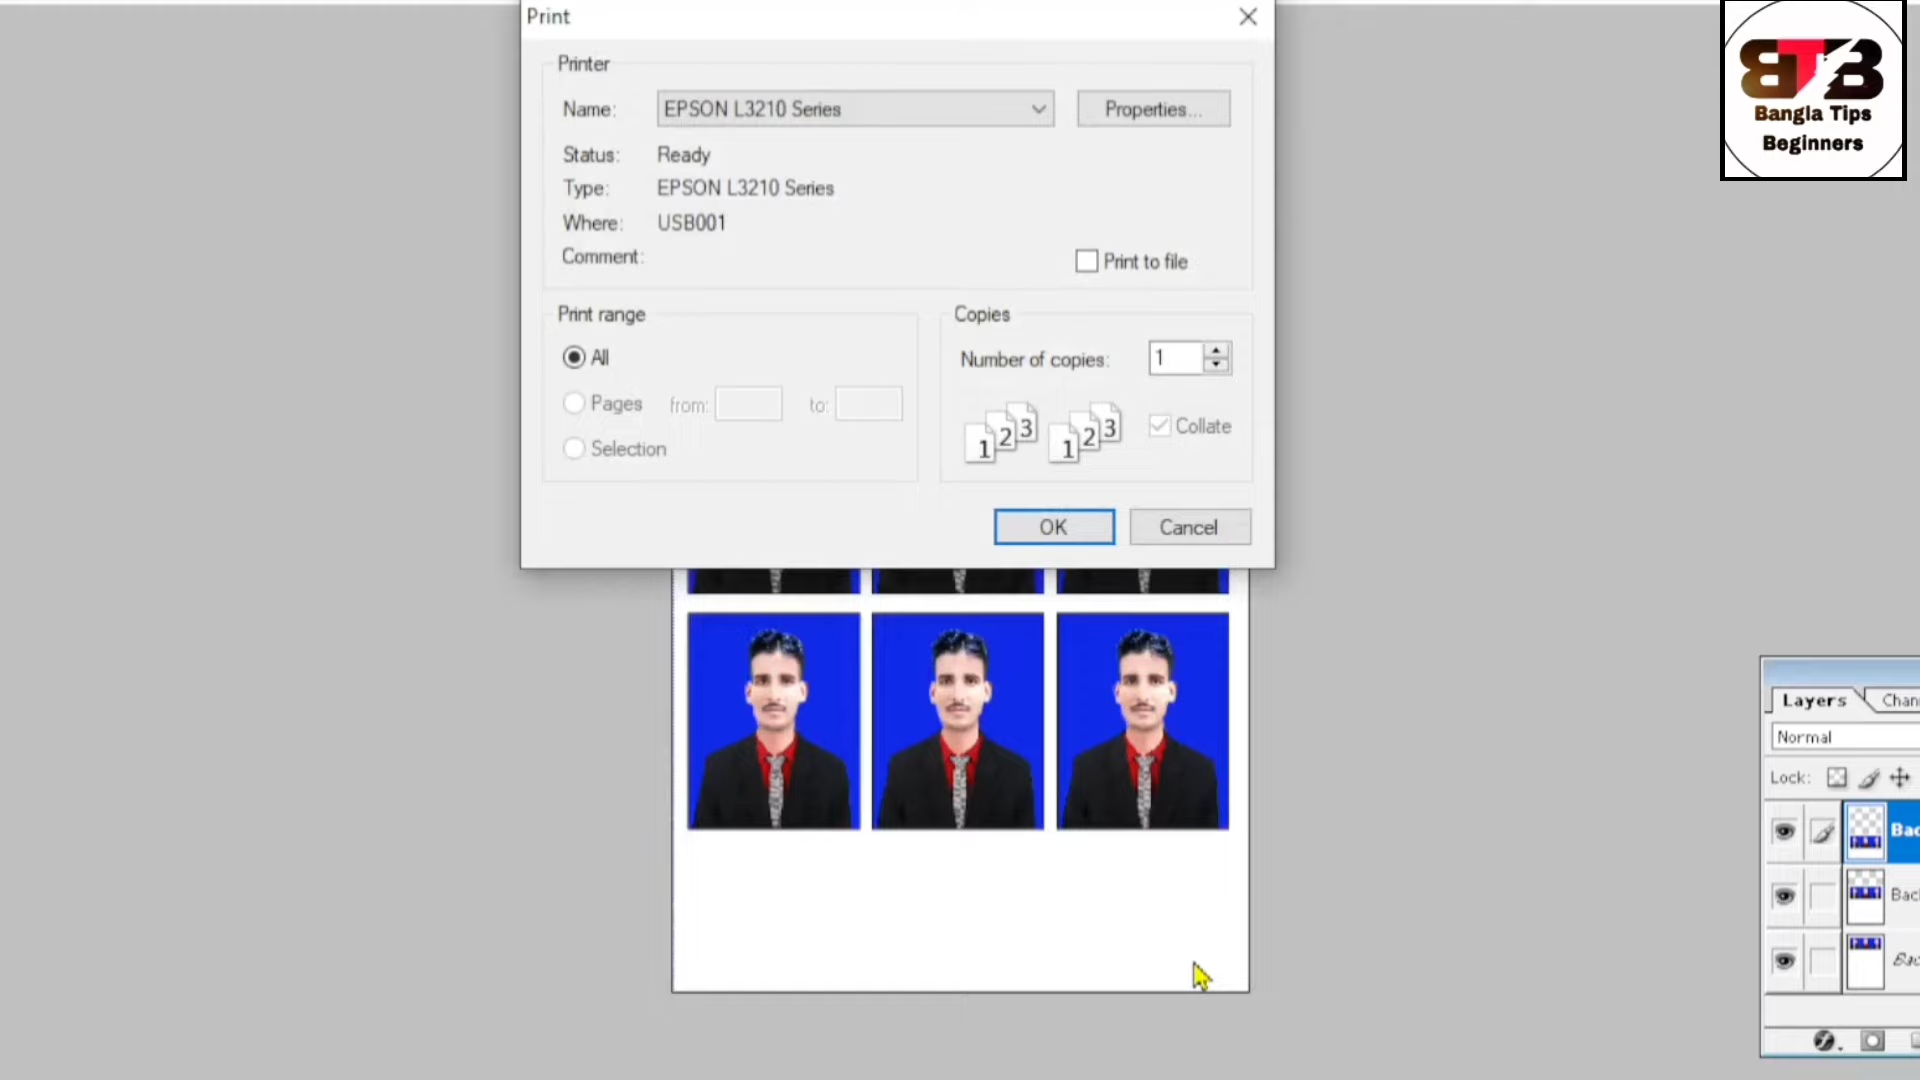 Print
Printer
Name: EPSON L3210 Series Properties...
Status: Ready
Type: EPSON L3210 Series
Where: USB001
Comment:
Print to file
Print range
All
Pages from: to:
Selection
Copies
Number of copies: 1
1 2 3 1 2 3
Collate
OK Cancel
BTB
Bangla Tips
Beginners
Layers
Normal
Lock: